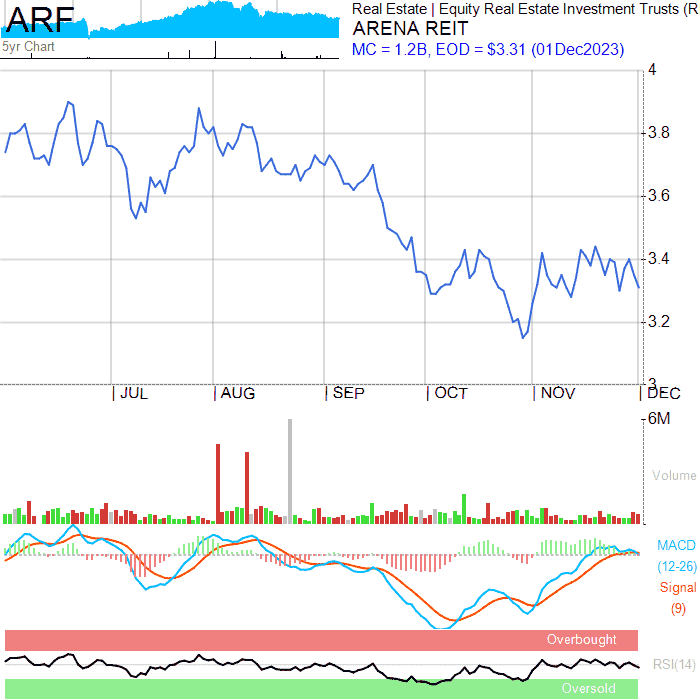 ARF
5yr Chart
Real Estate | Equity Real Estate Investment Trusts (R
ARENA REIT
MC = 1.2B, EOD = $3.31 (01Dec2023)
4
3.8
3.6
3.4
3.2
3
JUL AUG SEP OCT NOV DEC
6M
Volume
MACD
(12-26)
Signal
(9)
Overbought
RSI(14)
Oversold